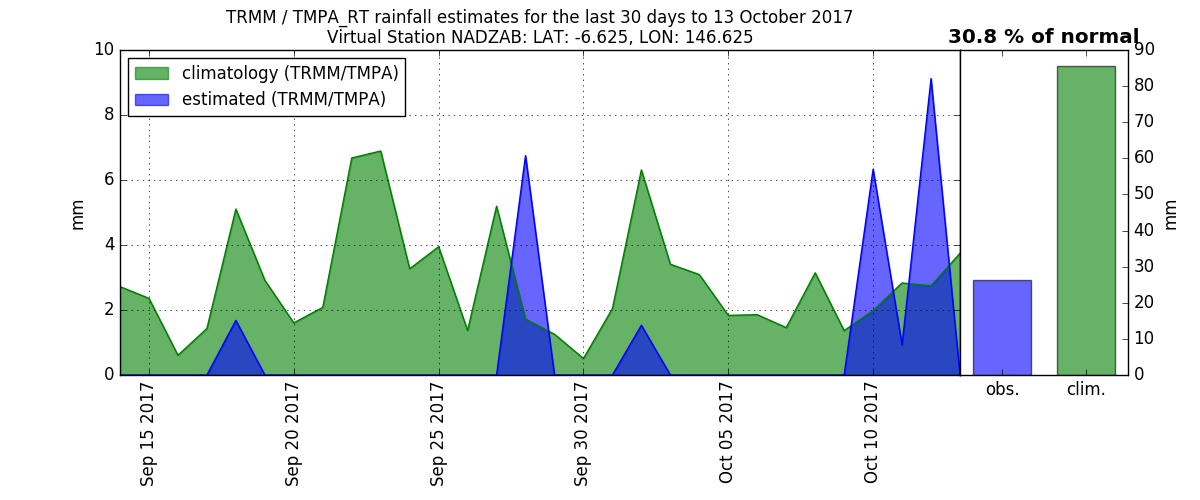 TRMM / TMPA_RT rainfall estimates for the last 30 days to 13 October 2017
Virtual Station NADZAB: LAT: -6.625, LON: 146.625
30.8 % of normal
climatology (TRMM/TMPA)
estimated (TRMM/TMPA)
mm
10
8
6
4
2
0
Sep 15 2017
Sep 20 2017
Sep 25 2017
Sep 30 2017
Oct 05 2017
Oct 10 2017
obs.
clim.
90
80
70
60
50
40
30
20
10
0
mm